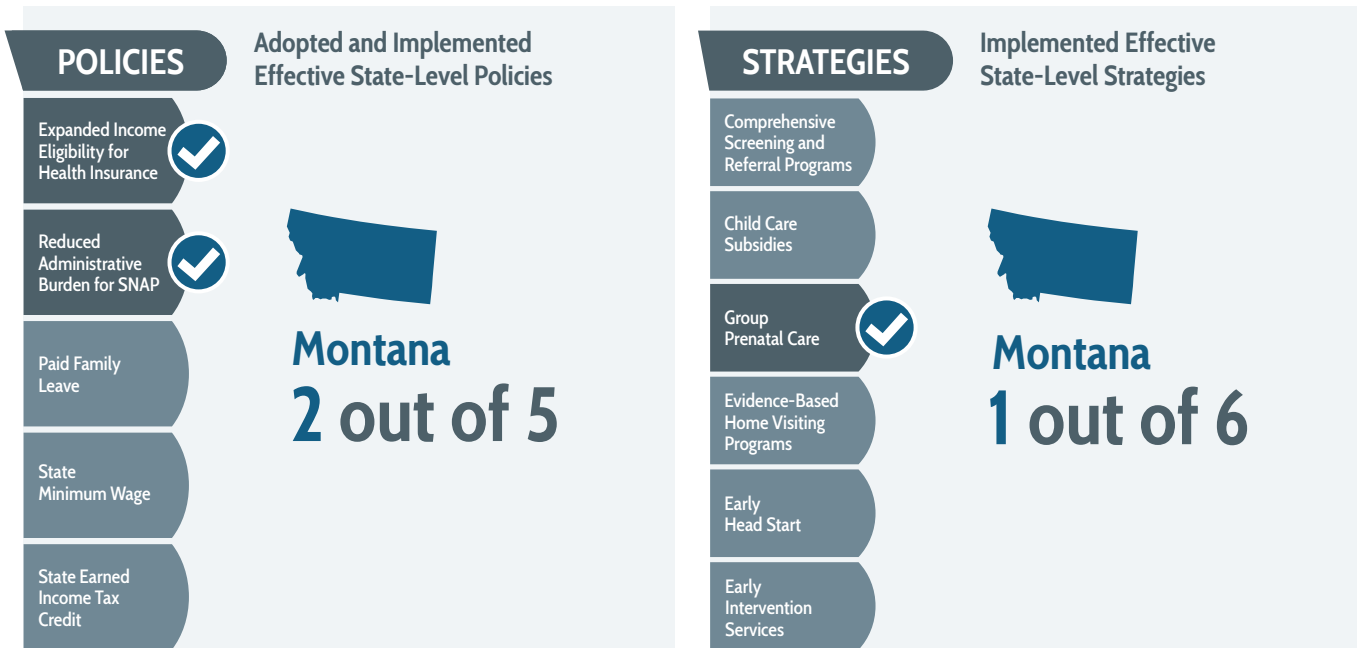 POLICIES
Adopted and Implemented
Effective State-Level Policies
Expanded Income
Eligibility for
Health Insurance
Reduced
Administrative
Burden for SNAP
Paid Family
Leave
State
Minimum Wage
State Earned
Income Tax
Credit
Montana
2 out of 5
STRATEGIES
Implemented Effective
State-Level Strategies
Comprehensive
Screening and
Referral Programs
Child Care
Subsidies
Group
Prenatal Care
Evidence-Based
Home Visiting
Programs
Early
Head Start
Early
Intervention
Services
Montana
1 out of 6